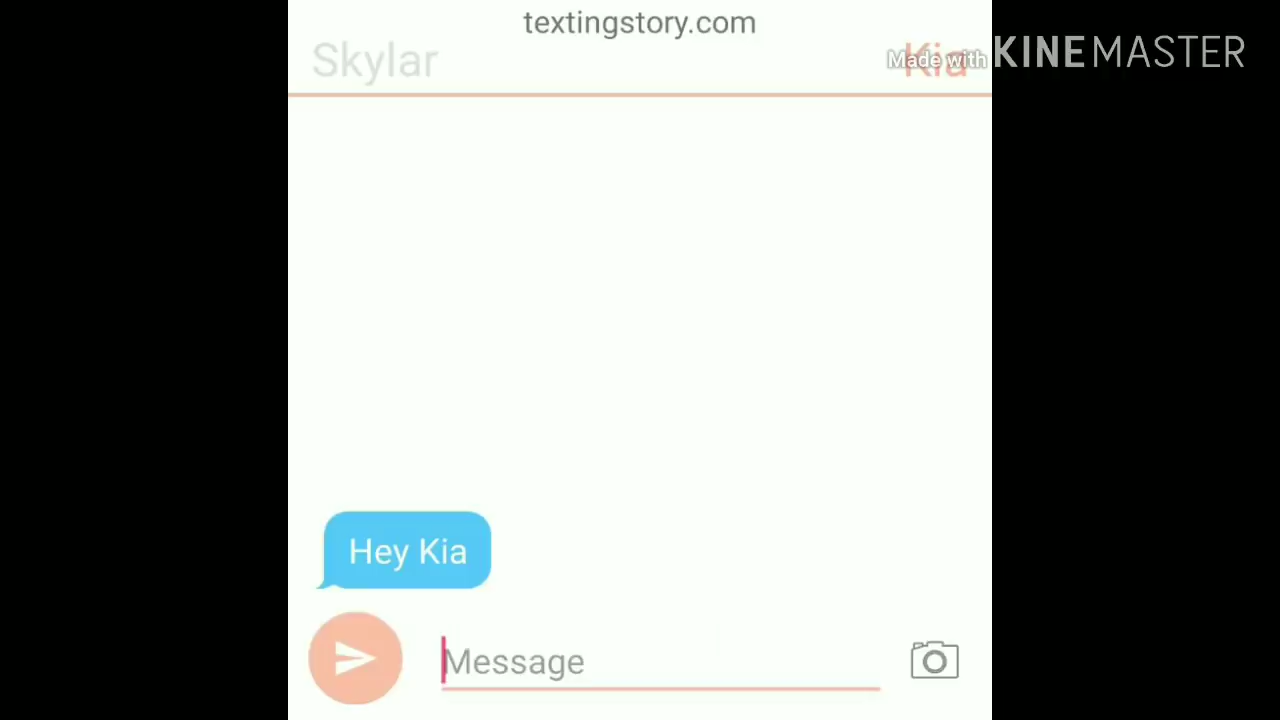 textingstory.com
Skylar
Kia
Made with KINEMASTER
Hey Kia
Message